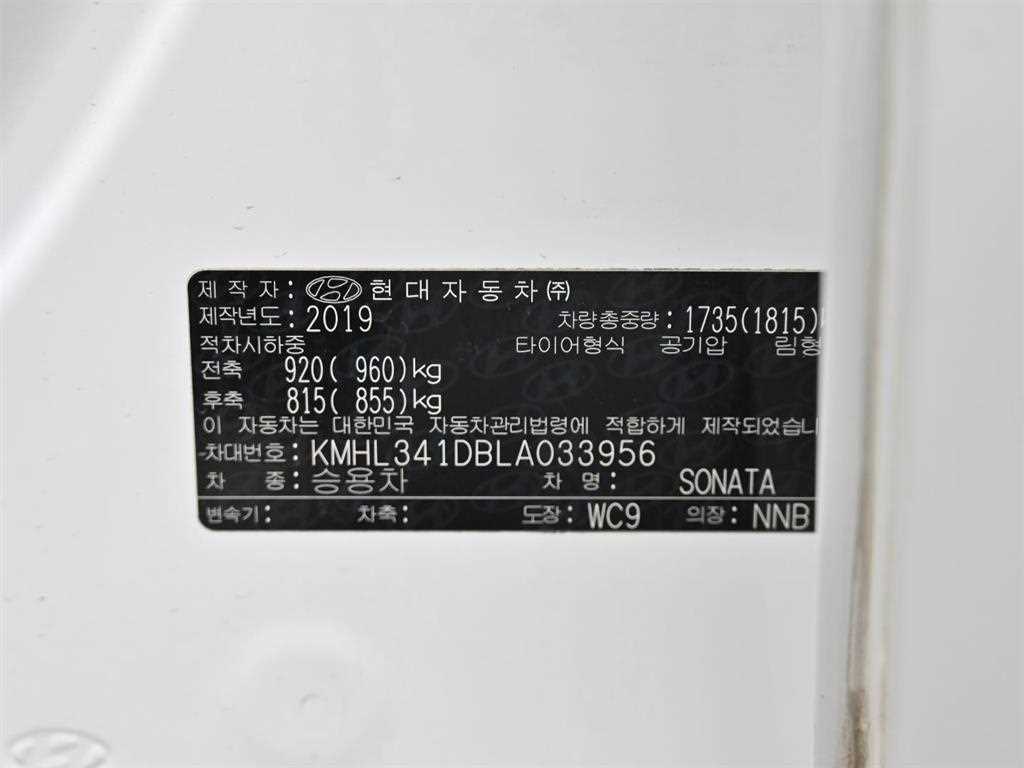 제 작 자 : 현대자동차㈜
제작년도 : 2019 차량총중량 : 1735(1815)
적차시하중 타이어형식 공기압 림형
전축 920( 960)kg
후축 815( 855)kg
이 자동차는 대한민국 자동차관리법령에 적합하게 제작되었습니
차대번호 : KMHL341DBLA033956
차 종 : 승용차 차 명 : SONATA
변속기 : 차축 : 도장 : WC9 의장 : NNB